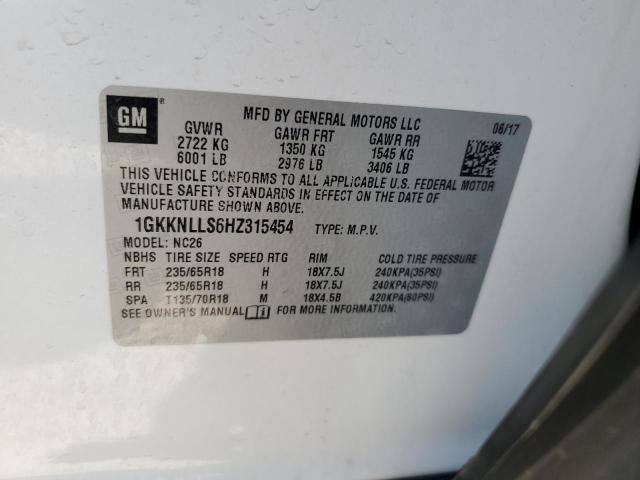 GM
®
MFD BY GENERAL MOTORS LLC
06/17
GVWR GAWR FRT GAWR RR
2722 KG 1350 KG 1545 KG
6001 LB 2976 LB 3406 LB
THIS VEHICLE CONFORMS TO ALL APPLICABLE U.S. FEDERAL MOTOR
VEHICLE SAFETY STANDARDS IN EFFECT ON THE DATE OF
MANUFACTURE SHOWN ABOVE.
1GKKNLLS6HZ315454 TYPE: M.P.V.
MODEL: NC26
NBHS TIRE SIZE SPEED RTG RIM COLD TIRE PRESSURE
FRT 235/65R18 H 18X7.5J 240KPA(35PSI)
RR 235/65R18 H 18X7.5J 240KPA(35PSI)
SPA T135/70R18 M 18X4.5B 420KPA(60PSI)
SEE OWNER'S MANUAL FOR MORE INFORMATION.